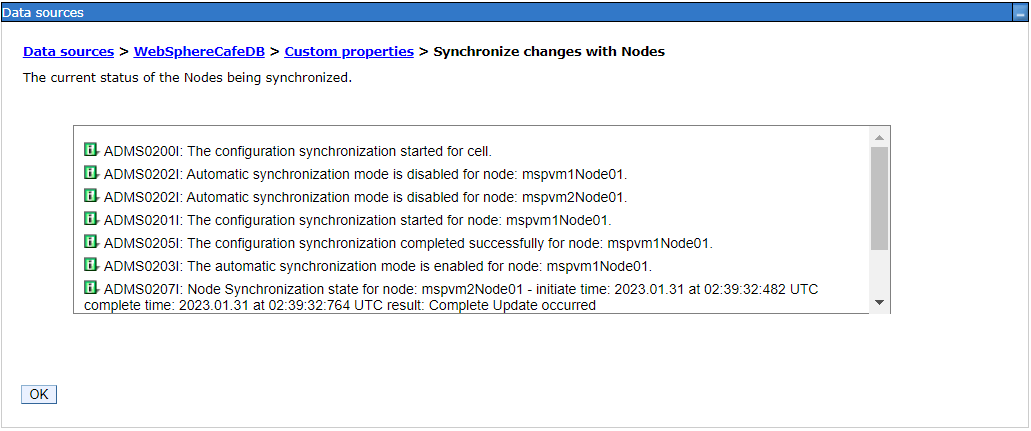 Data sources
Data sources > WebSphereCafeDB > Custom properties > Synchronize changes with Nodes
The current status of the Nodes being synchronized.
ADMS0200I: The configuration synchronization started for cell.
ADMS0202I: Automatic synchronization mode is disabled for node: mspvm1Node01.
ADMS0202I: Automatic synchronization mode is disabled for node: mspvm2Node01.
ADMS0201I: The configuration synchronization started for node: mspvm1Node01.
ADMS0205I: The configuration synchronization completed successfully for node: mspvm1Node01.
ADMS0203I: The automatic synchronization mode is enabled for node: mspvm1Node01.
ADMS0207I: Node Synchronization state for node: mspvm2Node01 - initiate time: 2023.01.31 at 02:39:32:482 UTC
complete time: 2023.01.31 at 02:39:32:764 UTC result: Complete Update occurred
OK